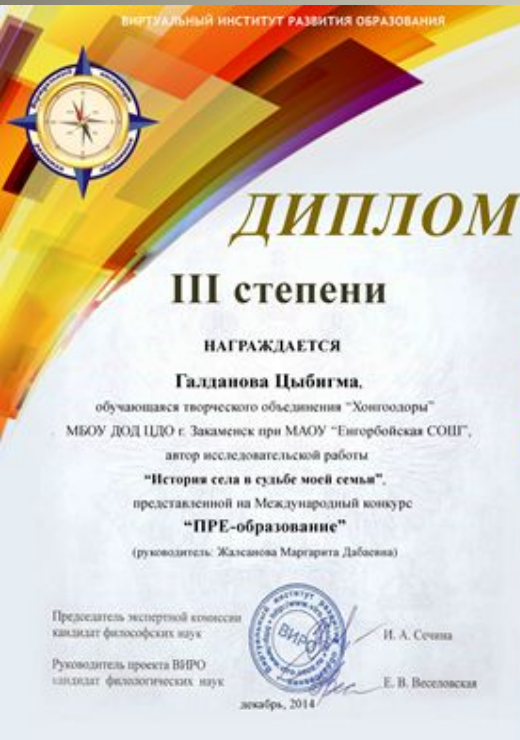 ВИРТУАЛЬНЫЙ ИНСТИТУТ РАЗВИТИЯ ОБРАЗОВАНИЯ
ДИПЛОМ
III степени
НАГРАЖДАЕТСЯ
Галданова Цыбигма,
обучающаяся творческого объединения “Хонгоодоры”
МБОУ ДОД ЦДО г. Закаменск при МАОУ “Енгорбойская СОШ”,
автор исследовательской работы
“История села в судьбе моей семьи”,
представленной на Международный конкурс
“ПРЕ-образование”
(руководитель: Жалсанова Маргарита Дабаевна)
Председатель экспертной комиссии
кандидат философских наук
И. А. Сечина
Руководитель проекта ВИРО
кандидат филологических наук
Е. В. Веселовская
ВИРО
декабрь, 2014